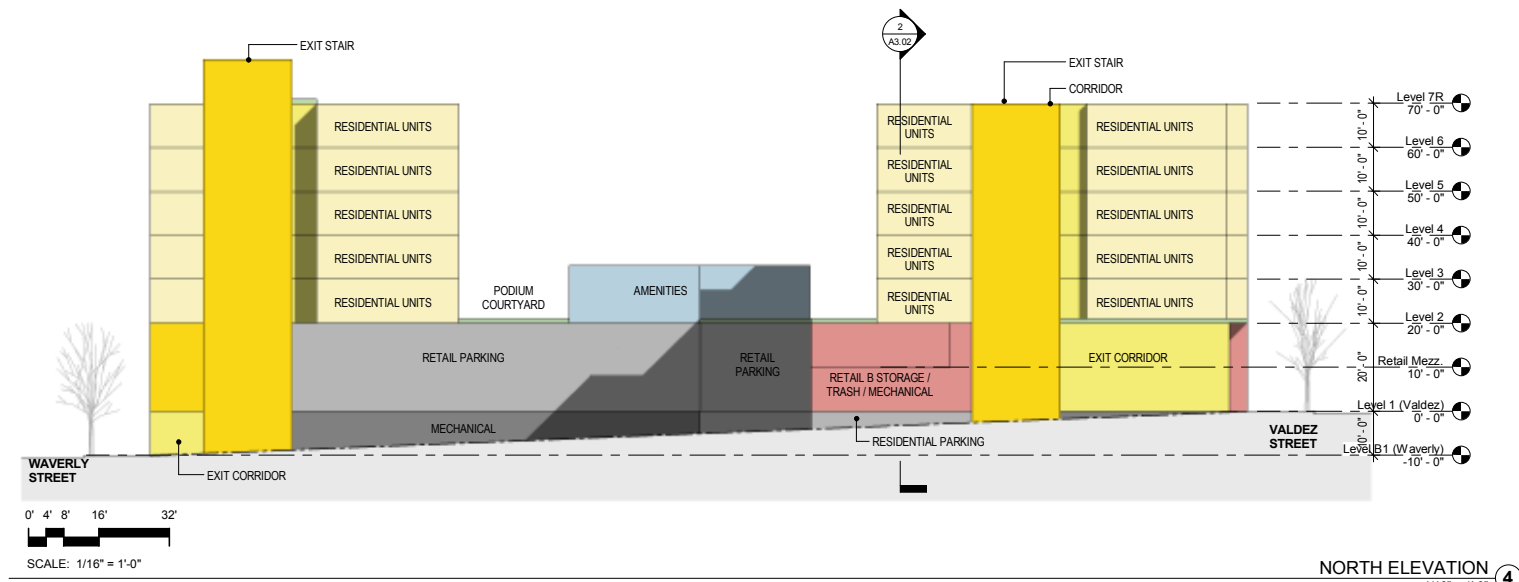 2
A3.02
EXIT STAIR
EXIT STAIR
CORRIDOR
Level 7R
70' - 0"
10' - 0"
RESIDENTIAL UNITS
RESIDENTIAL
UNITS
RESIDENTIAL UNITS
Level 6
60' - 0"
10' - 0"
RESIDENTIAL UNITS
RESIDENTIAL
UNITS
RESIDENTIAL UNITS
Level 5
50' - 0"
10' - 0"
RESIDENTIAL UNITS
RESIDENTIAL
UNITS
RESIDENTIAL UNITS
Level 4
40' - 0"
10' - 0"
RESIDENTIAL UNITS
RESIDENTIAL
UNITS
RESIDENTIAL UNITS
Level 3
30' - 0"
10' - 0"
RESIDENTIAL UNITS
PODIUM
COURTYARD
AMENITIES
RESIDENTIAL
UNITS
RESIDENTIAL UNITS
Level 2
20' - 0"
20' - 0"
RETAIL PARKING
RETAIL
PARKING
EXIT CORRIDOR
Retail Mezz.
10' - 0"
RETAIL B STORAGE /
TRASH / MECHANICAL
Level 1 (Valdez)
0' - 0"
10' - 0"
MECHANICAL
RESIDENTIAL PARKING
VALDEZ
STREET
Level B1 (Waverly)
-10' - 0"
WAVERLY
STREET
EXIT CORRIDOR
0' 4' 8' 16' 32'
SCALE: 1/16" = 1'-0"
NORTH ELEVATION
4